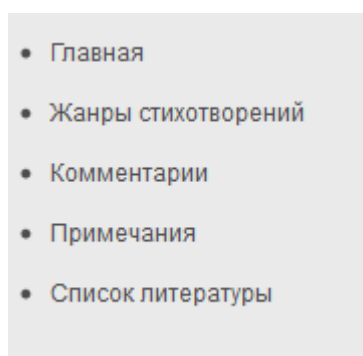 • Главная
• Жанры стихотворений
• Комментарии
• Примечания
• Список литературы